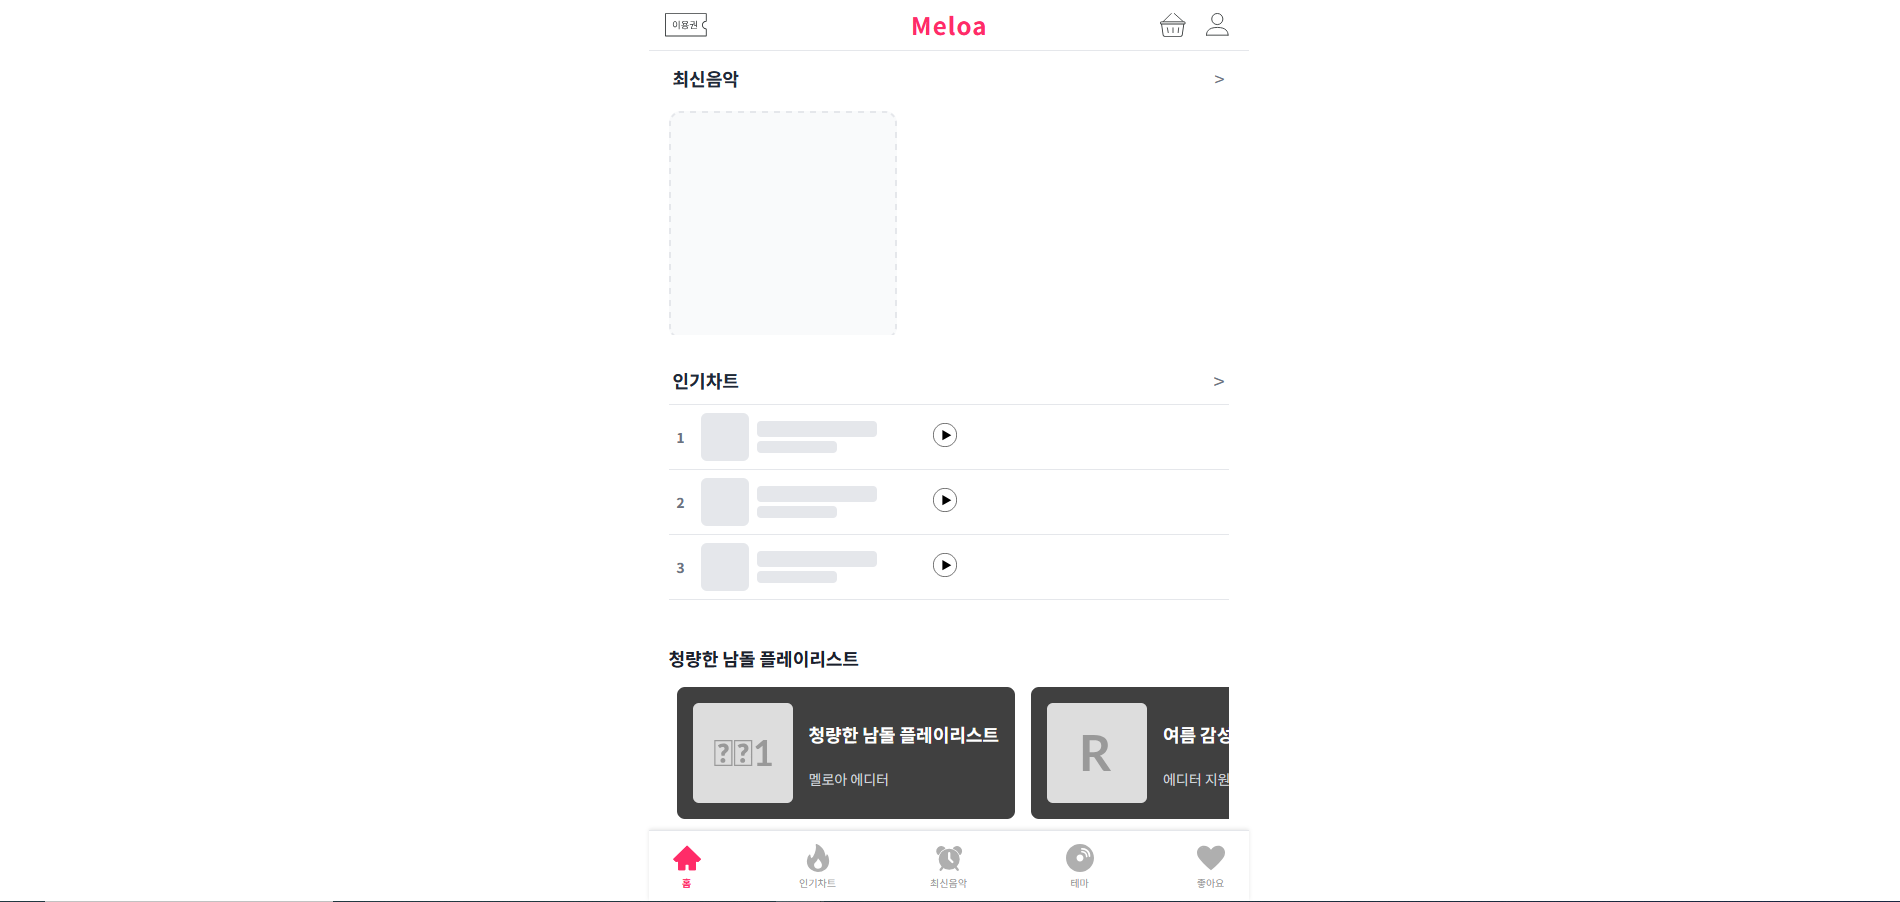 이용권
Meloa
최신음악
>
인기차트
>
1
2
3
청량한 남돌 플레이리스트
1
청량한 남돌 플레이리스트
멜로아 에디터
R
여름 감성
에디터 지원
홈
인기차트
최신음악
테마
좋아요